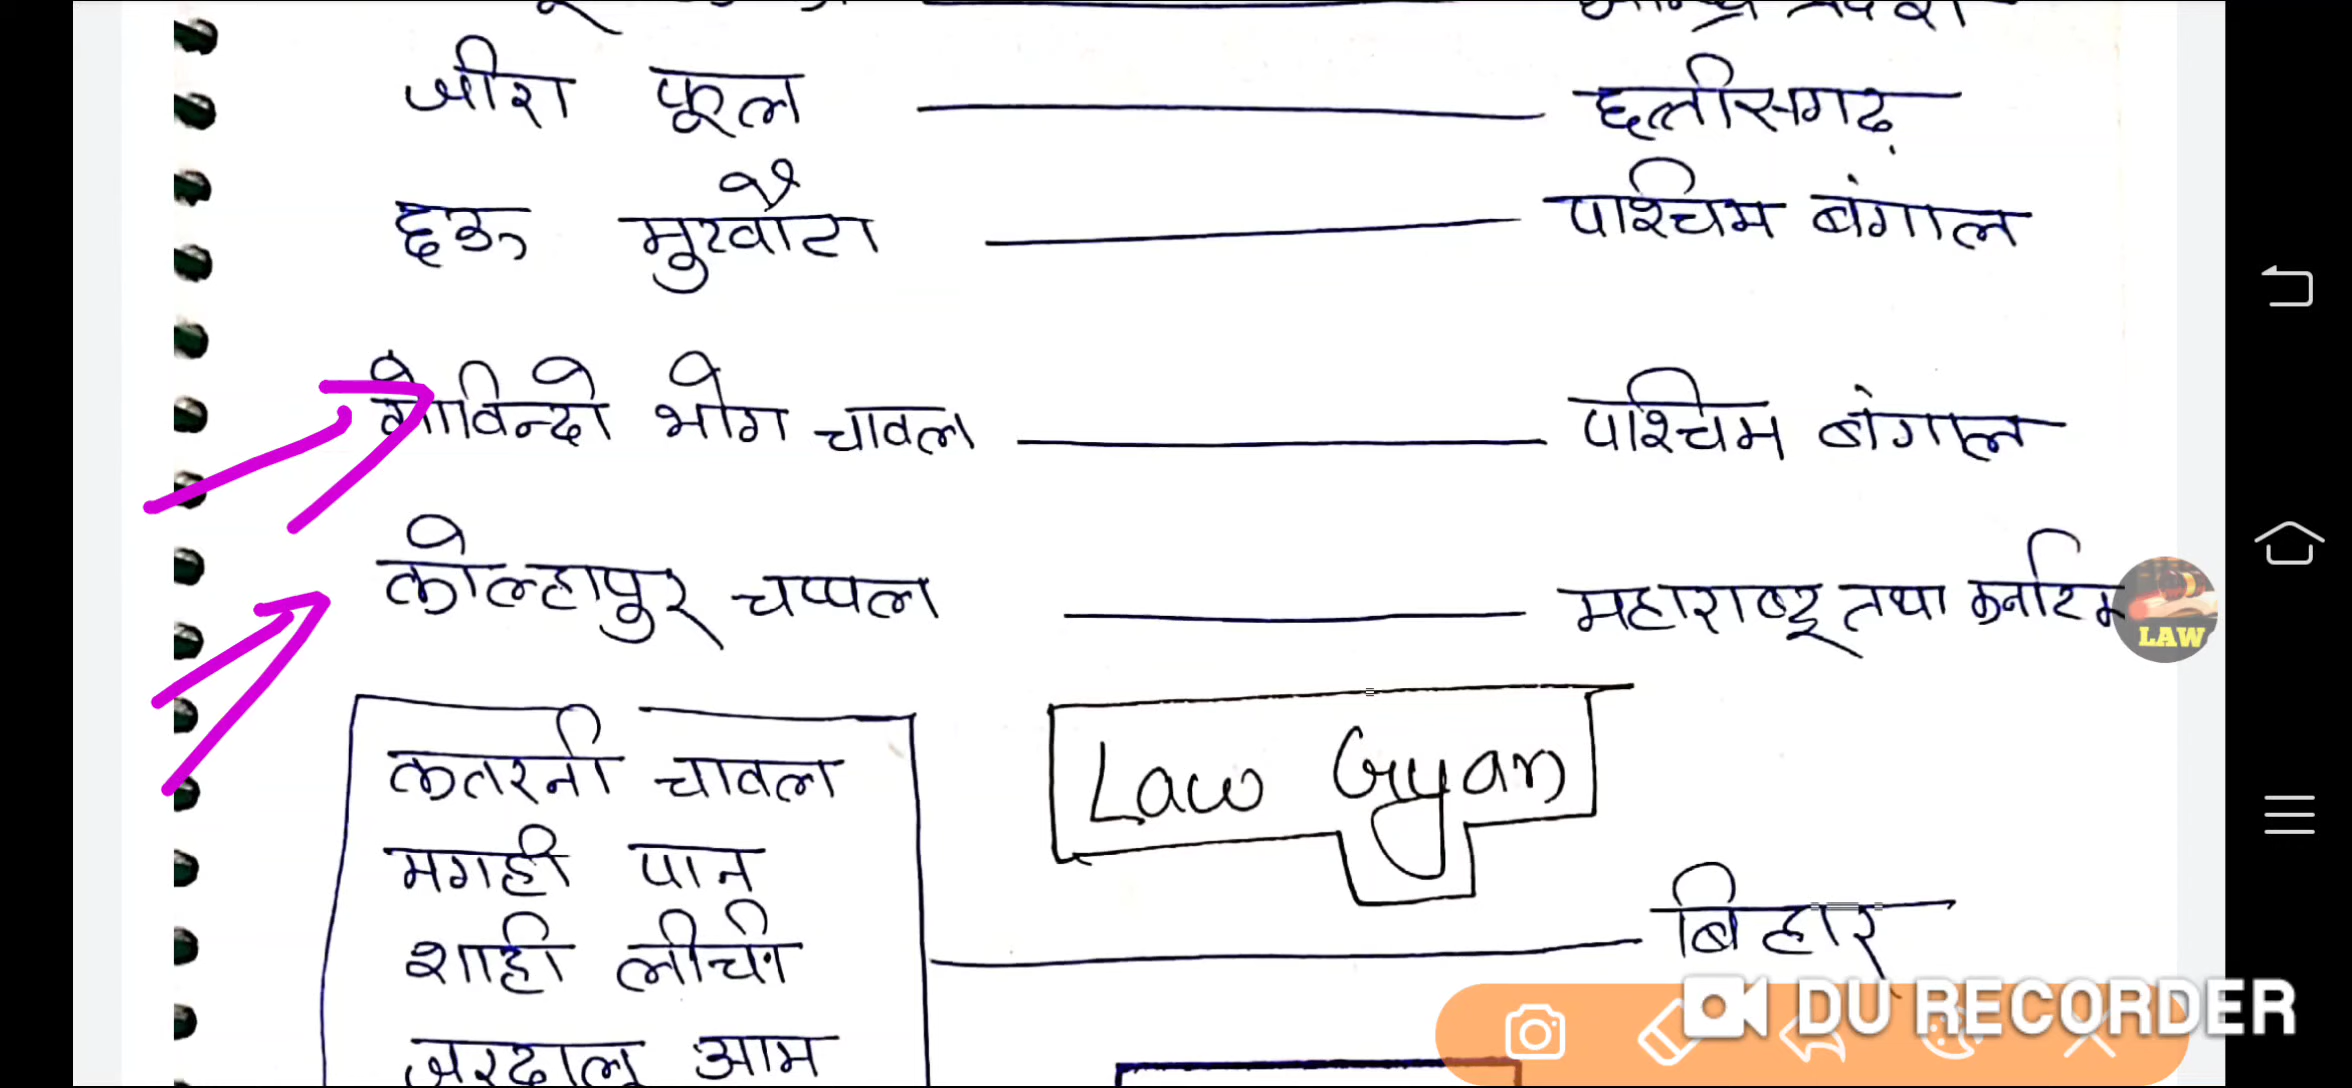 जीरा फूल छत्तीसगढ़
छऊ मुखौटा पश्चिम बंगाल
गोविन्दो भोग चावल पश्चिम बंगाल
कोल्हापुर चप्पल महाराष्ट्र तथा कर्नाटक
LAW
कतरनी चावल
Law Gyan
मगही पान
शाही लीची
बिहार
जरदालू आम
DU RECORDER